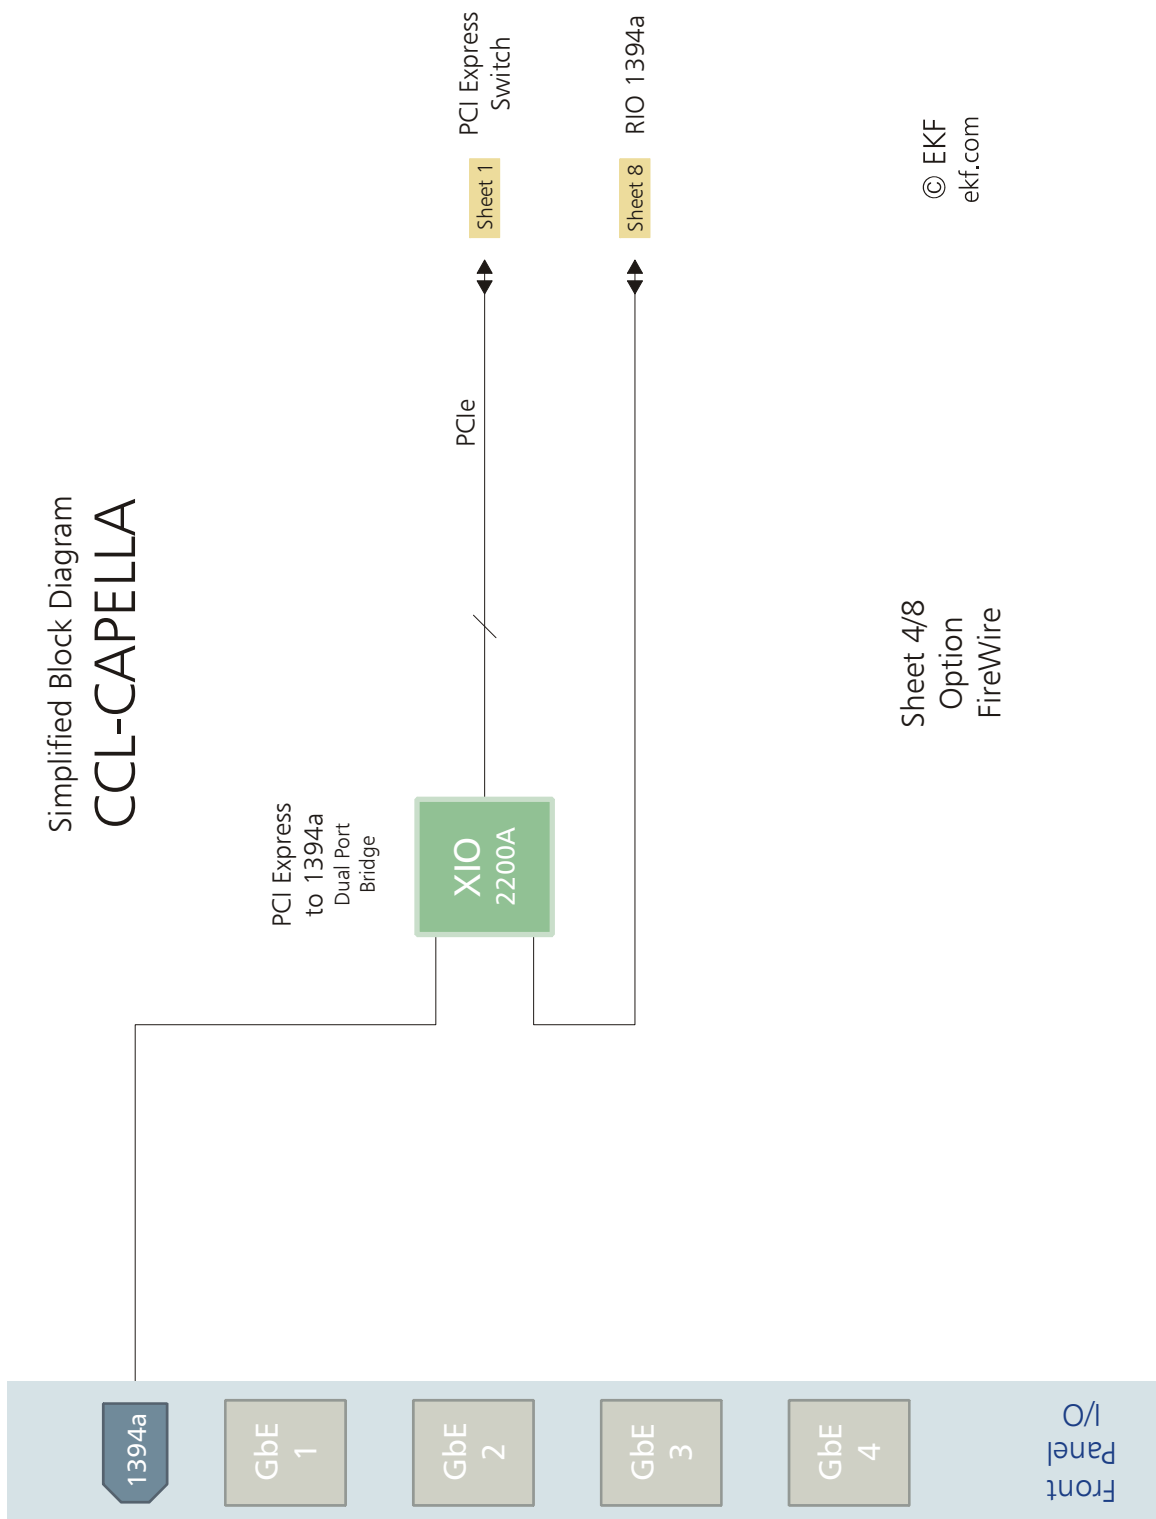 Simplified Block Diagram
CCL-CAPELLA
PCI Express
to 1394a
Dual Port
Bridge
XIO
2200A
PCIe
Sheet 1
PCI Express
Switch
Sheet 8
RIO 1394a
1394a
GbE
1
GbE
2
GbE
3
GbE
4
Front
Panel
I/O
Sheet 4/8
Option
FireWire
© EKF
ekf.com